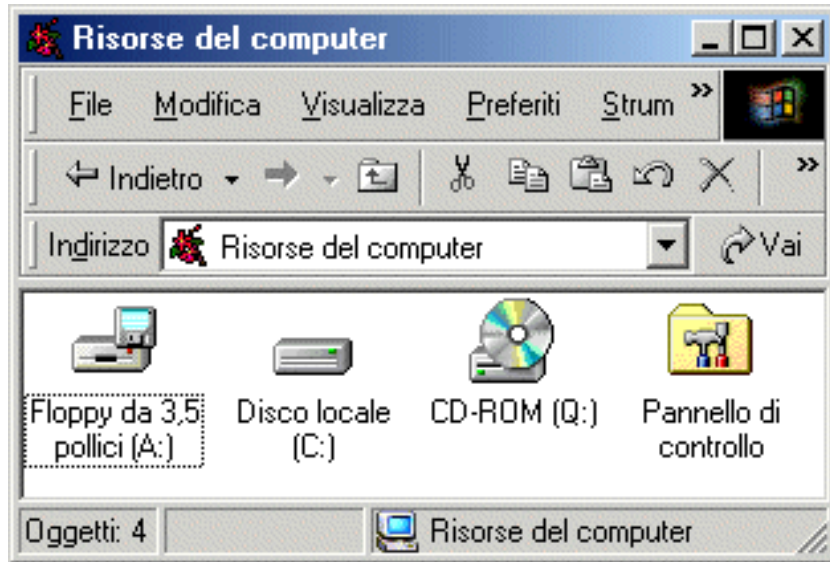 Risorse del computer
File Modifica Visualizza Preferiti Strum »
Indietro »
Indirizzo Risorse del computer Vai
Floppy da 3,5 pollici (A:)
Disco locale (C:)
CD-ROM (Q:)
Pannello di controllo
Oggetti: 4 Risorse del computer